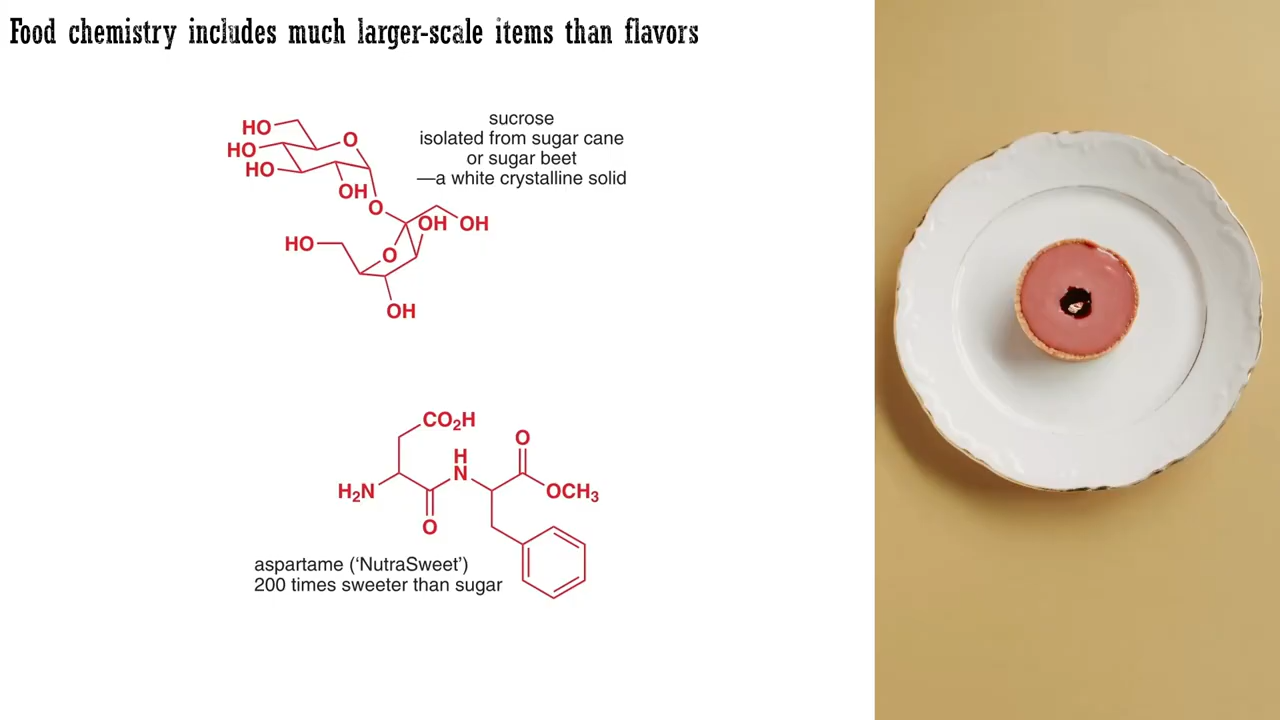 Food chemistry includes much larger-scale items than flavors
sucrose
isolated from sugar cane
or sugar beet
—a white crystalline solid
HO
O
HO
HO
OH
O
OH
OH
HO
O
OH
CO₂H
O
H
N
H₂N
OCH₃
O
aspartame (‘NutraSweet’)
200 times sweeter than sugar